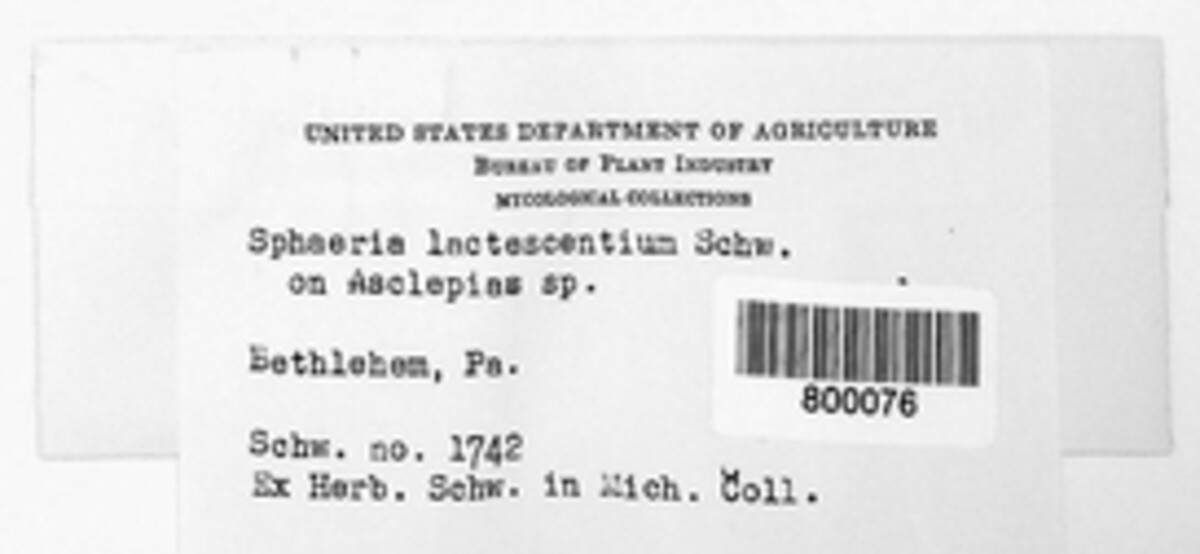 UNITED STATES DEPARTMENT OF AGRICULTURE
BUREAU OF PLANT INDUSTRY
MYCOLOGICAL COLLECTIONS
Sphaeria lactescentium Schw.
on Asclepias sp.
Bethlehem, Pa.
800076
Schw. no. 1742
Ex Herb. Schw. in Mich. Coll.